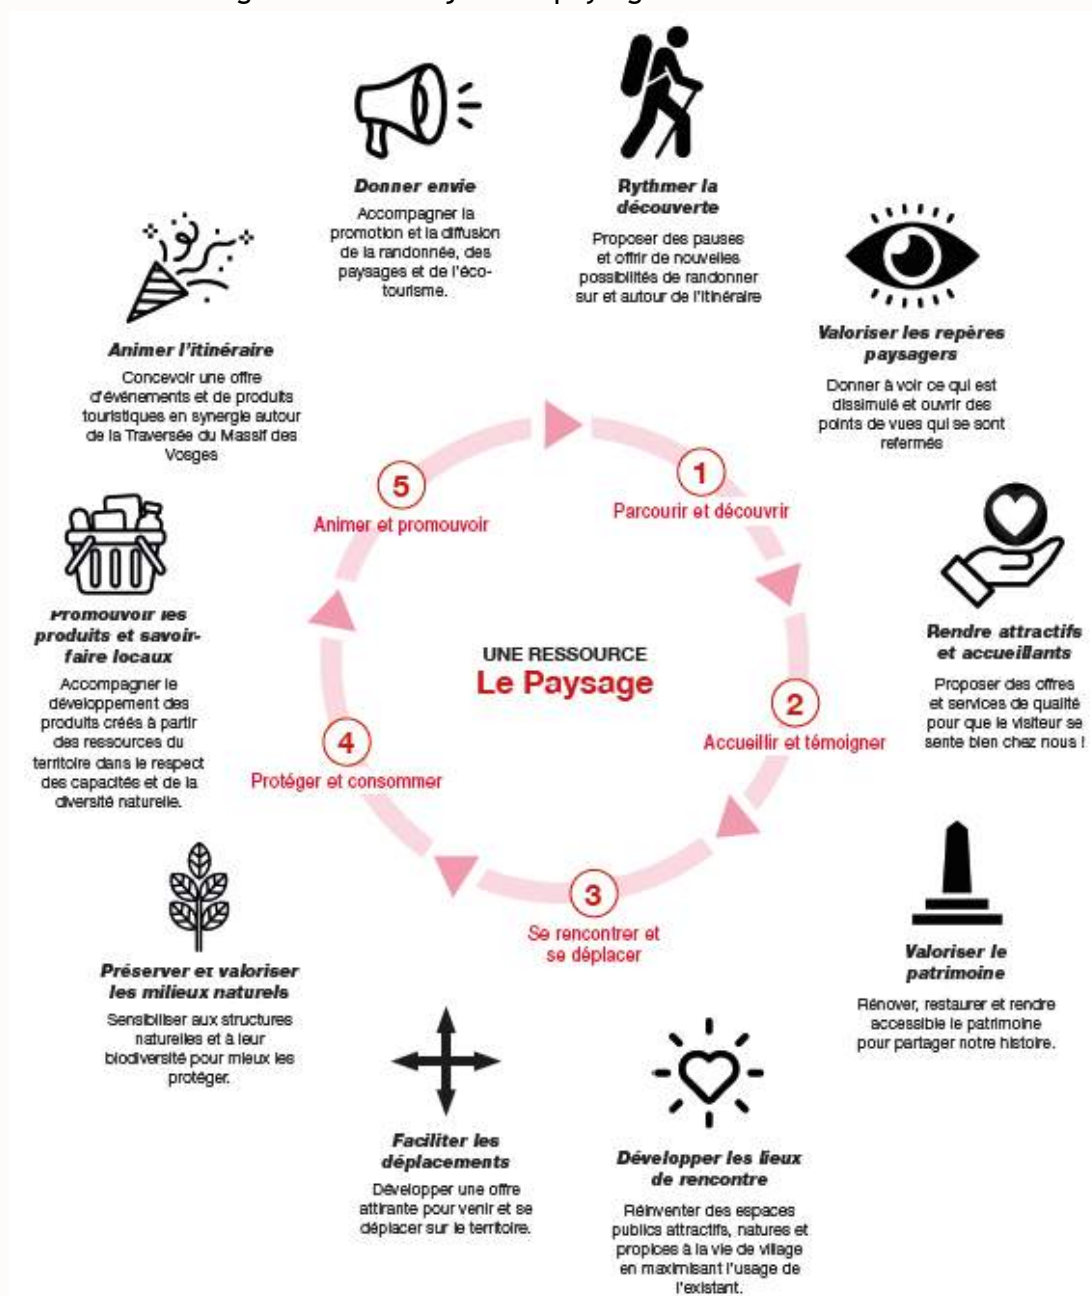 Donner envie
Accompagner la
promotion et la diffusion
de la randonnée, des
paysages et de l'éco-
tourisme.
Rythmer la
découverte
Proposer des pauses
et offrir de nouvelles
possibilités de randonner
sur et autour de l'itinéraire
Valoriser les repères
paysagers
Donner à voir ce qui est
dissimulé et ouvrir des
points de vues qui se sont
refermés
Animer l'itinéraire
Concevoir une offre
d'événements et de produits
touristiques en synergie autour
de la Traversée du Massif des
Vosges
5
Animer et promouvoir
1
Parcourir et découvrir
Rendre attractifs
et accueillants
Proposer des offres
et services de qualité
pour que le visiteur se
sente bien chez nous !
Promouvoir les
produits et savoir-
faire locaux
Accompagner le
développement des
produits créés à partir
des ressources du
territoire dans le respect
des capacités et de la
diversité naturelle.
UNE RESSOURCE
Le Paysage
2
Accueillir et témoigner
4
Protéger et consommer
3
Se rencontrer et
se déplacer
Valoriser le
patrimoine
Rénover, restaurer et rendre
accessible le patrimoine
pour partager notre histoire.
Préserver et valoriser
les milieux naturels
Sensibiliser aux structures
naturelles et à leur
biodiversité pour mieux les
protéger.
Faciliter les
déplacements
Développer une offre
attirante pour venir et se
déplacer sur le territoire.
Développer les lieux
de rencontre
Réinventer des espaces
publics attractifs, natures et
propices à la vie de village
en maximisant l'usage de
l'existant.